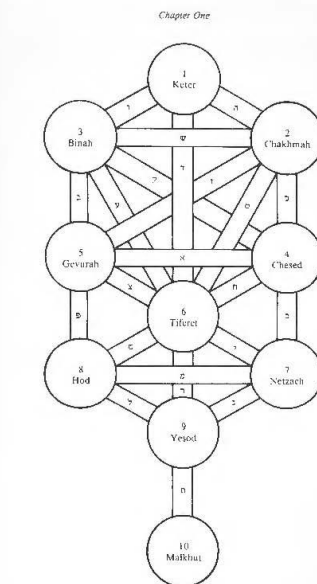 Chapter One
1
Keter
ו
ה
3
Binah
2
Chakhmah
ש
ק
ז
ע
5
Gevurah
4
Chesed
א
צ
ח
6
Tiferet
פ
י
8
Hod
7
Netzach
מ
ל
9
Yesod
ת
10
Malkhut